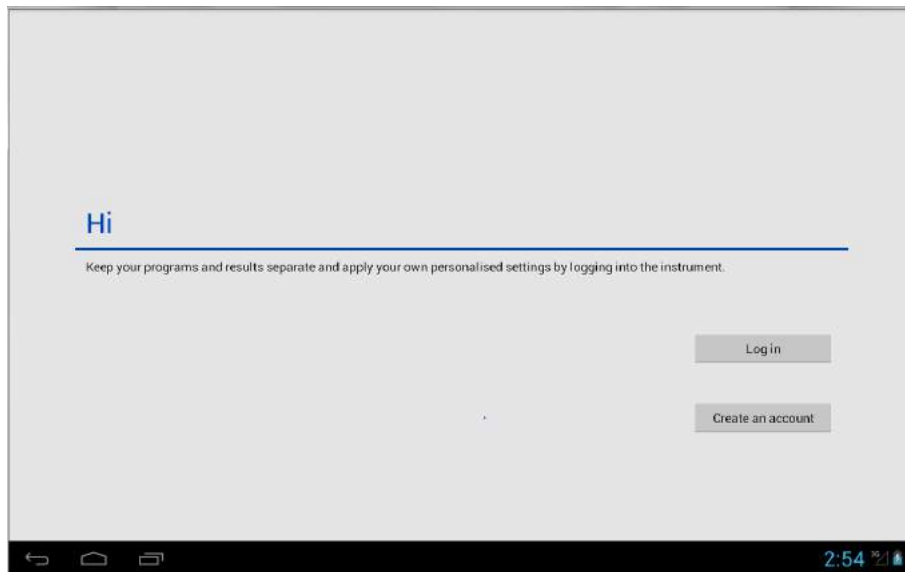 Hi
Keep your programs and results separate and apply your own personalised settings by logging into the instrument.
Log in
Create an account
2:54 3G